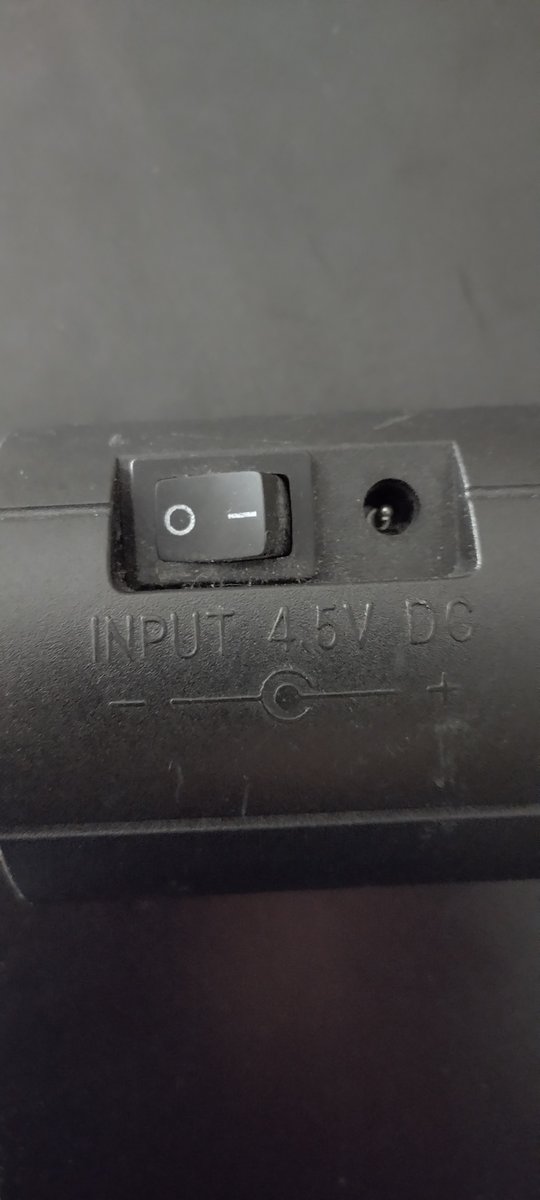 O I
INPUT 4.5V DC
- +